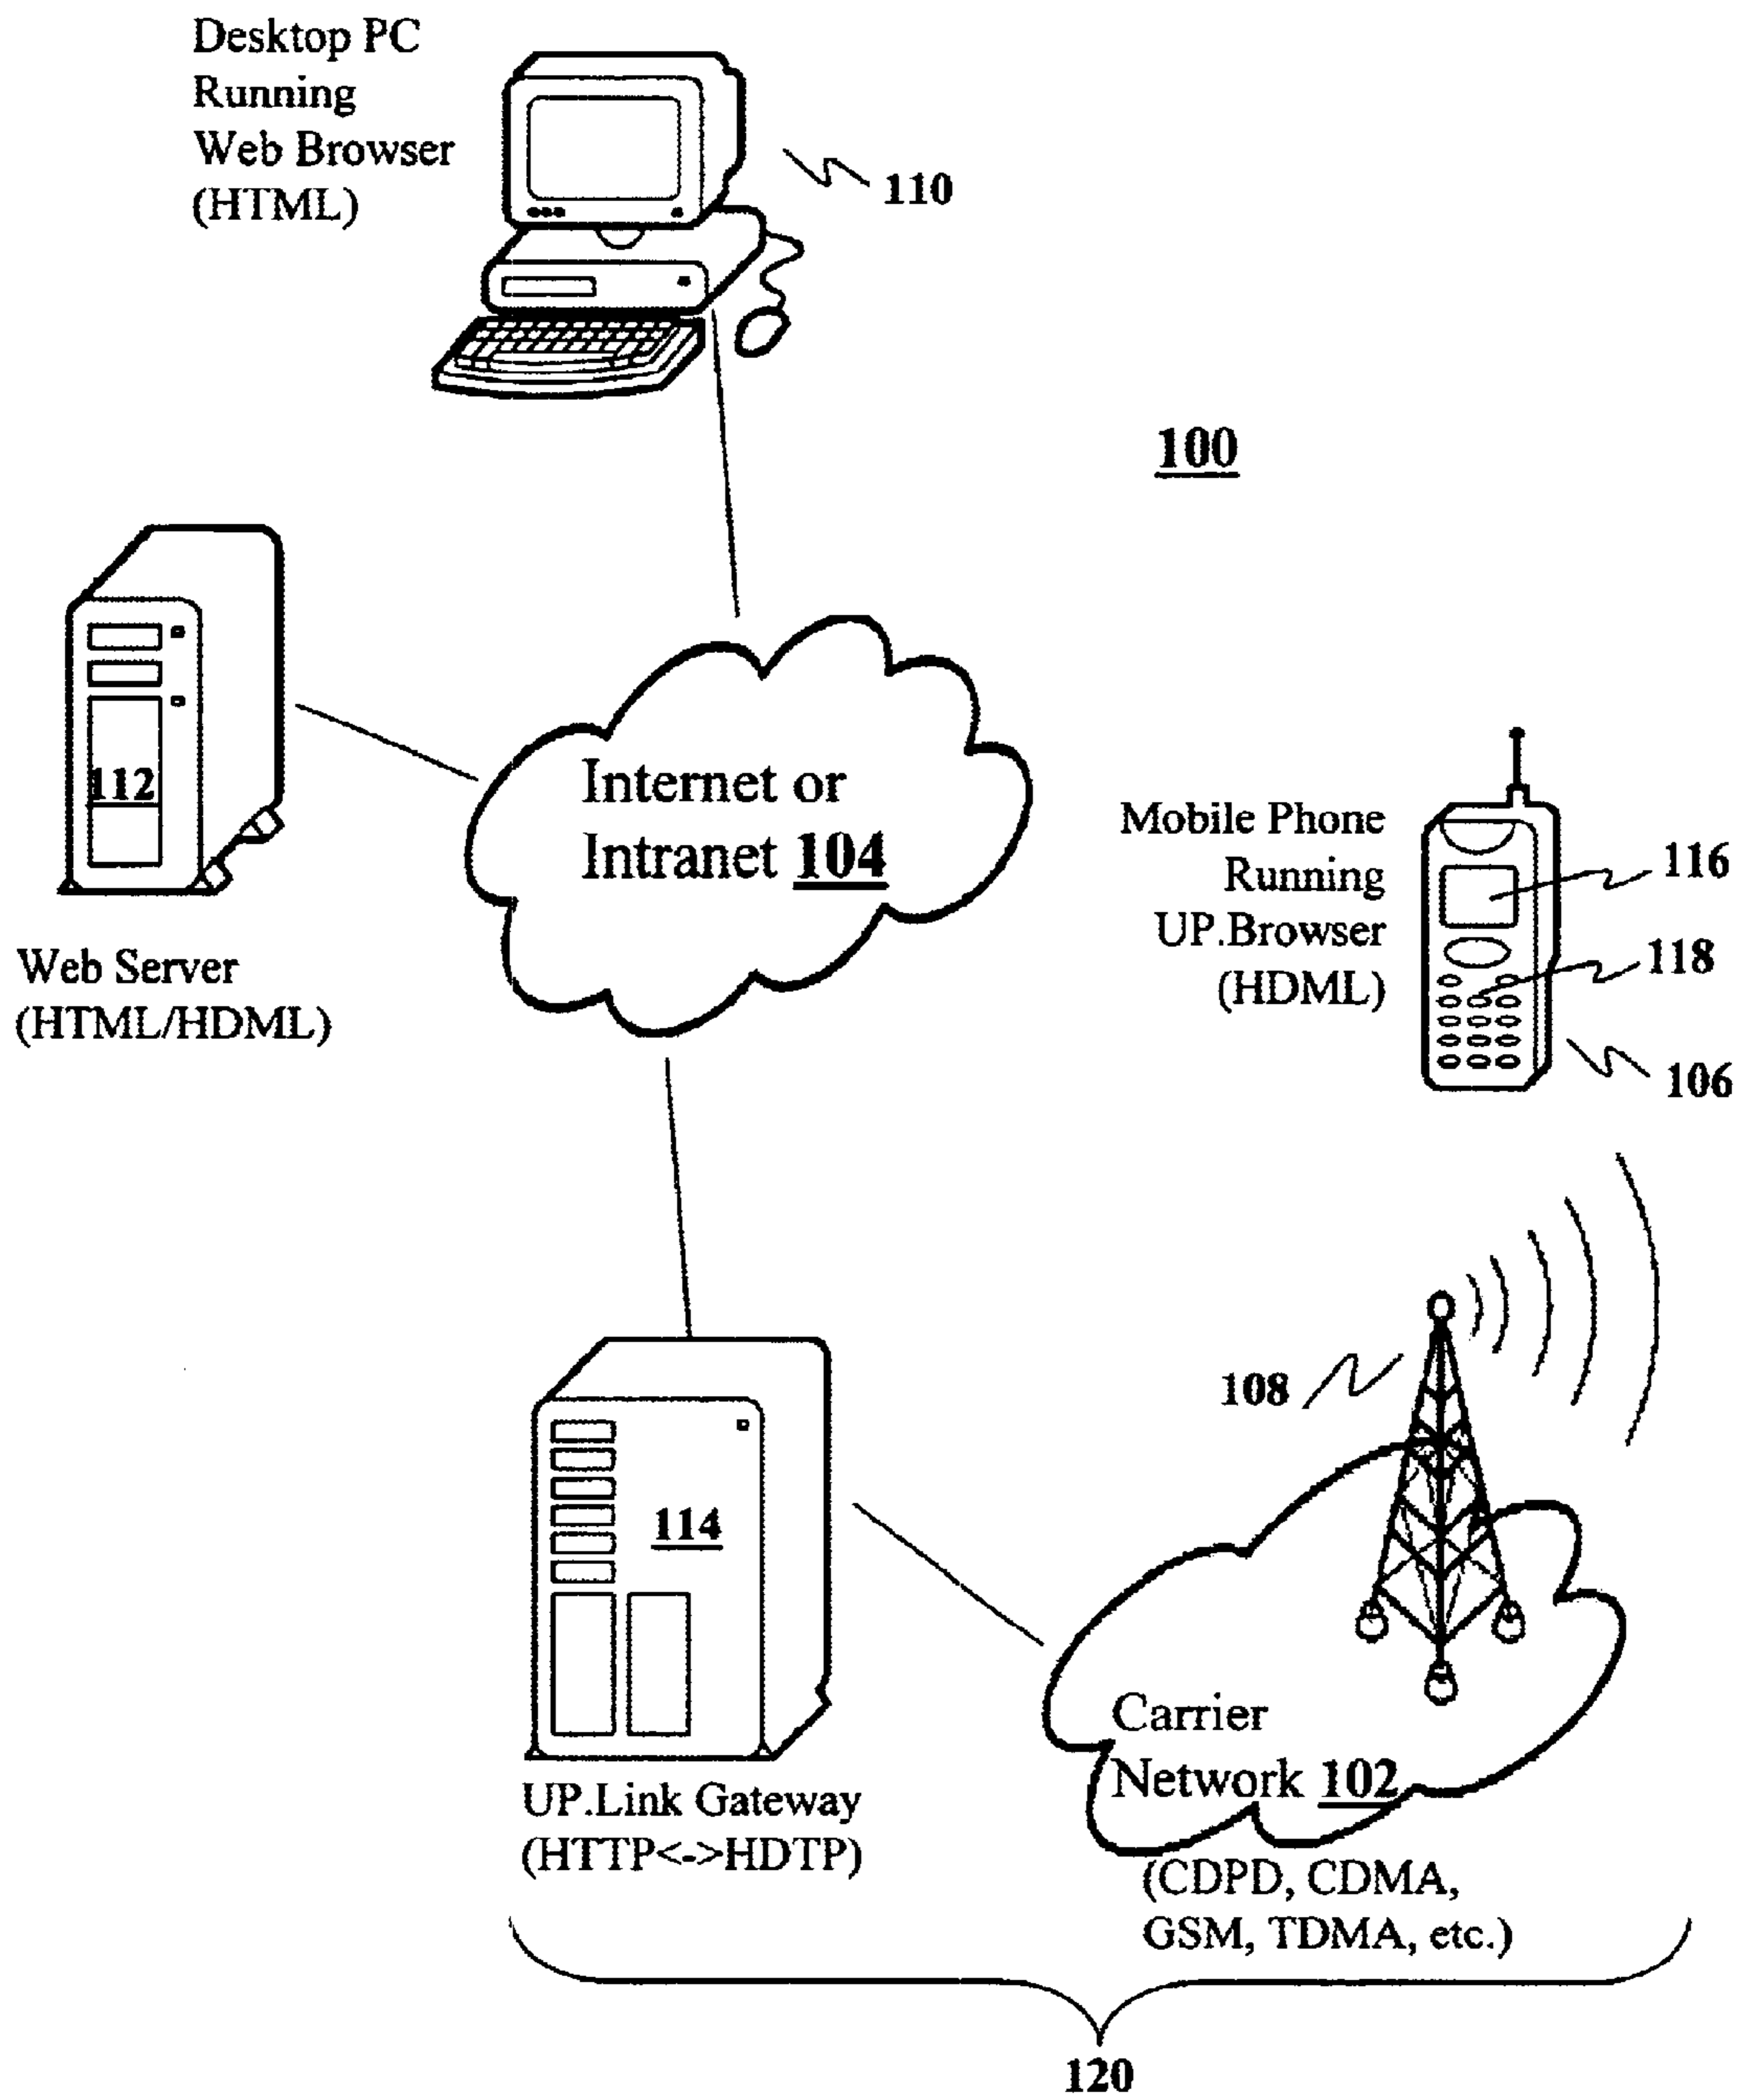 Desktop PC
Running
Web Browser
(HTML)
110
100
112
Web Server
(HTML/HDML)
Internet or
Intranet 104
Mobile Phone
Running
UP.Browser
(HDML)
116
118
106
108
114
UP.Link Gateway
(HTTP<->HDTP)
Carrier
Network 102
(CDPD, CDMA,
GSM, TDMA, etc.)
120